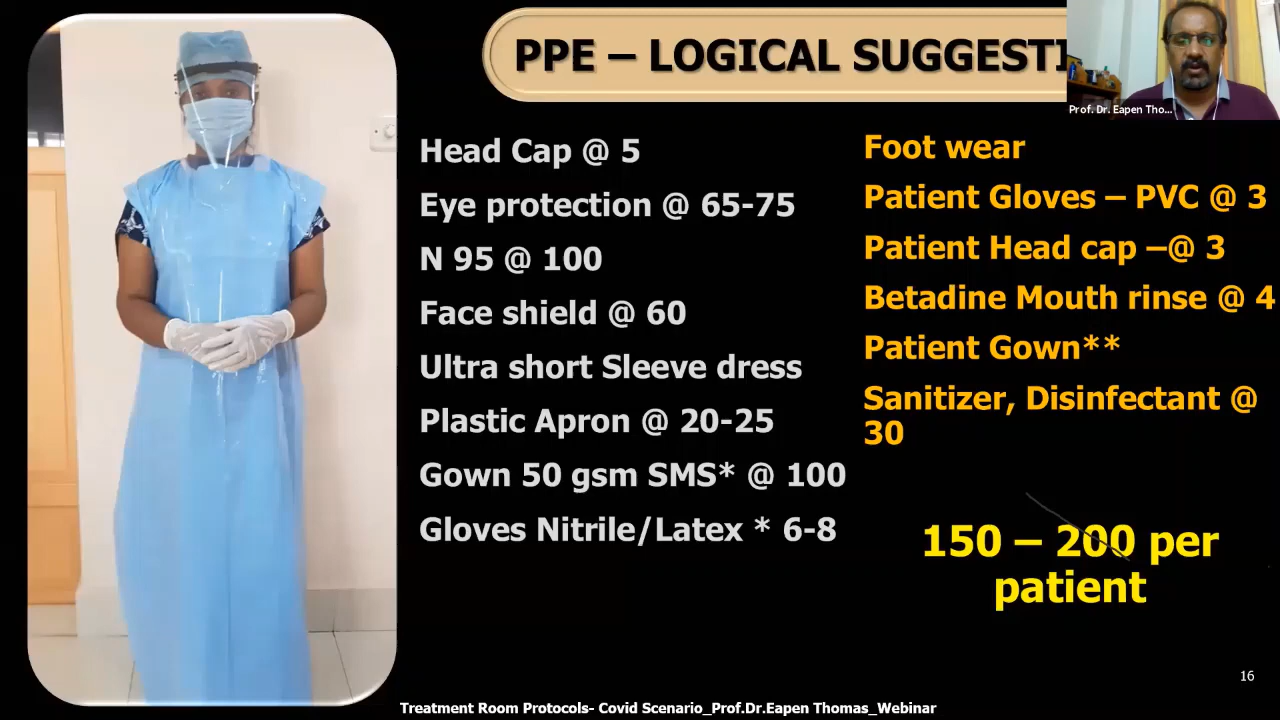 PPE – LOGICAL SUGGESTI
Prof. Dr. Eapen Tho...
Head Cap @ 5
Eye protection @ 65-75
N 95 @ 100
Face shield @ 60
Ultra short Sleeve dress
Plastic Apron @ 20-25
Gown 50 gsm SMS* @ 100
Gloves Nitrile/Latex * 6-8
Foot wear
Patient Gloves – PVC @ 3
Patient Head cap –@ 3
Betadine Mouth rinse @ 4
Patient Gown**
Sanitizer, Disinfectant @
30
150 – 200 per
patient
16
Treatment Room Protocols- Covid Scenario_Prof.Dr.Eapen Thomas_Webinar